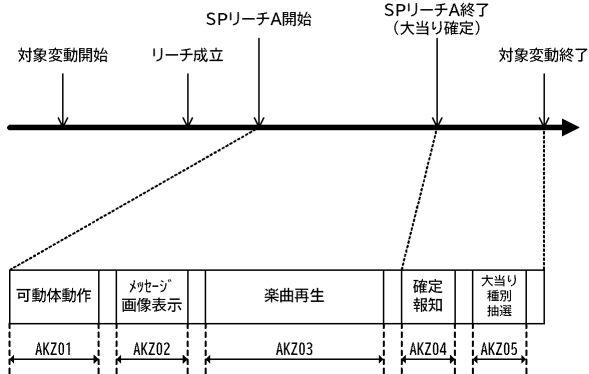 SPリーチA開始
SPリーチA終了
(大当り確定)
対象変動開始
リーチ成立
対象変動終了
可動体動作
ﾒｯｾｰｼﾞ
画像表示
楽曲再生
確定
報知
大当り
種別
抽選
AKZ01
AKZ02
AKZ03
AKZ04
AKZ05